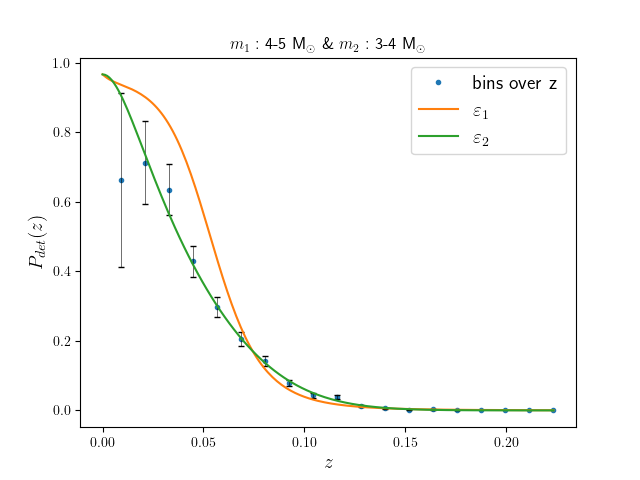 m₁ : 4-5 M⊙ & m₂ : 3-4 M⊙
P_det(z)
1.0
0.8
0.6
0.4
0.2
0.0
bins over z
ε₁
ε₂
0.00 0.05 0.10 0.15 0.20
z